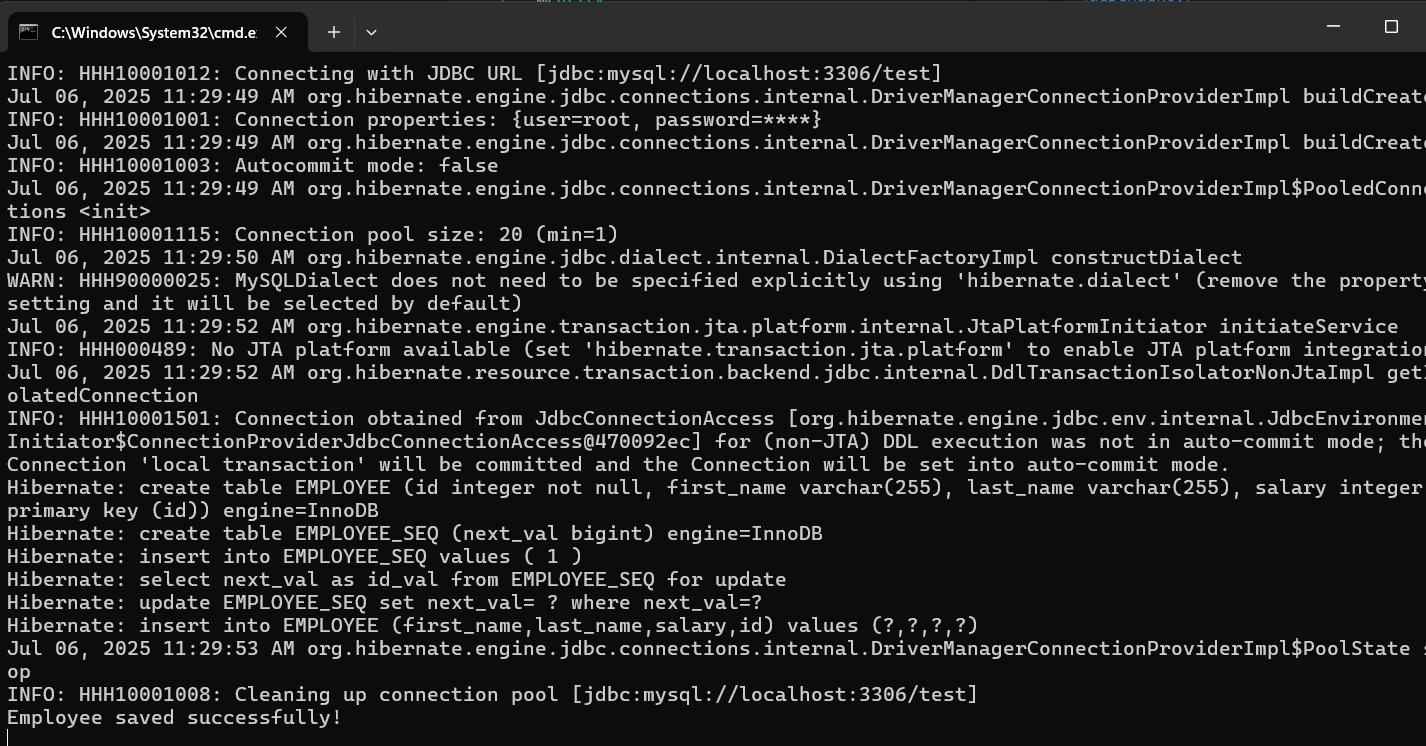 C:\Windows\System32\cmd.e
INFO: HHH10001012: Connecting with JDBC URL [jdbc:mysql://localhost:3306/test]
Jul 06, 2025 11:29:49 AM org.hibernate.engine.jdbc.connections.internal.DriverManagerConnectionProviderImpl buildCreat
INFO: HHH10001001: Connection properties: {user=root, password=****}
Jul 06, 2025 11:29:49 AM org.hibernate.engine.jdbc.connections.internal.DriverManagerConnectionProviderImpl buildCreat
INFO: HHH10001003: Autocommit mode: false
Jul 06, 2025 11:29:49 AM org.hibernate.engine.jdbc.connections.internal.DriverManagerConnectionProviderImpl$PooledConn
tions <init>
INFO: HHH10001115: Connection pool size: 20 (min=1)
Jul 06, 2025 11:29:50 AM org.hibernate.engine.jdbc.dialect.internal.DialectFactoryImpl constructDialect
WARN: HHH90000025: MySQLDialect does not need to be specified explicitly using 'hibernate.dialect' (remove the property
setting and it will be selected by default)
Jul 06, 2025 11:29:52 AM org.hibernate.engine.transaction.jta.platform.internal.JtaPlatformInitiator initiateService
INFO: HHH000489: No JTA platform available (set 'hibernate.transaction.jta.platform' to enable JTA platform integration
Jul 06, 2025 11:29:52 AM org.hibernate.resource.transaction.backend.jdbc.internal.DdlTransactionIsolatorNonJtaImpl get
olatedConnection
INFO: HHH10001501: Connection obtained from JdbcConnectionAccess [org.hibernate.engine.jdbc.env.internal.JdbcEnvironme
Initiator$ConnectionProviderJdbcConnectionAccess@470092ec] for (non-JTA) DDL execution was not in auto-commit mode; the
Connection 'local transaction' will be committed and the Connection will be set into auto-commit mode.
Hibernate: create table EMPLOYEE (id integer not null, first_name varchar(255), last_name varchar(255), salary integer
primary key (id)) engine=InnoDB
Hibernate: create table EMPLOYEE_SEQ (next_val bigint) engine=InnoDB
Hibernate: insert into EMPLOYEE_SEQ values ( 1 )
Hibernate: select next_val as id_val from EMPLOYEE_SEQ for update
Hibernate: update EMPLOYEE_SEQ set next_val= ? where next_val=?
Hibernate: insert into EMPLOYEE (first_name,last_name,salary,id) values (?,?,?,?)
Jul 06, 2025 11:29:53 AM org.hibernate.engine.jdbc.connections.internal.DriverManagerConnectionProviderImpl$PoolState s
op
INFO: HHH10001008: Cleaning up connection pool [jdbc:mysql://localhost:3306/test]
Employee saved successfully!